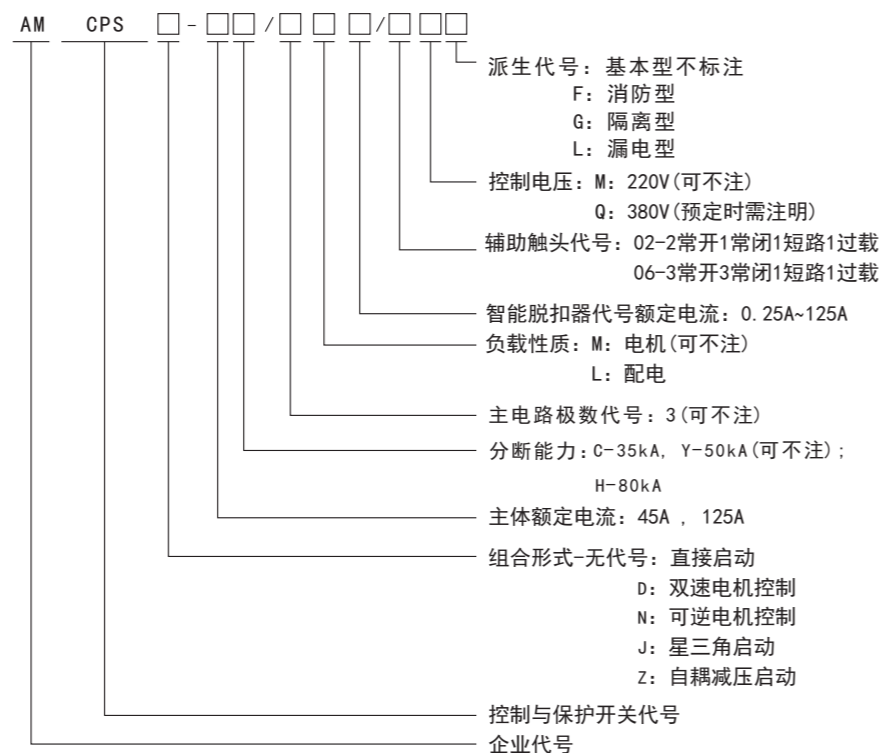 AM CPS □-□□/□ □ □/□ □□
派生代号：基本型不标注
F：消防型
G：隔离型
L：漏电型
控制电压：M：220V(可不注)
Q：380V(预定时需注明)
辅助触头代号：02-2常开1常闭1短路1过载
06-3常开3常闭1短路1过载
智能脱扣器代号额定电流：0.25A~125A
负载性质：M：电机(可不注)
L：配电
主电路极数代号：3(可不注)
分断能力：C-35kA, Y-50kA(可不注);
H-80kA
主体额定电流：45A , 125A
组合形式-无代号：直接启动
D：双速电机控制
N：可逆电机控制
J：星三角启动
Z：自耦减压启动
控制与保护开关代号
企业代号